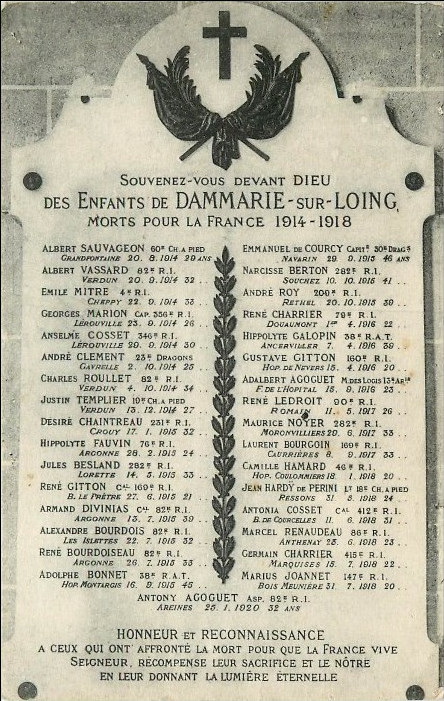 SOUVENEZ-VOUS DEVANT DIEU
DES ENFANTS DE DAMMARIE-SUR-LOING,
MORTS POUR LA FRANCE 1914-1918
ALBERT SAUVAGEON 60e CH. A PIED
GRANDFONTAINE 20. 8. 1914 29 ANS
ALBERT VASSARD 82e R.I.
VERDUN 20. 9. 1914 32 ..
EMILE MITRE 4e R.I.
CHEPPY 22. 9. 1914 33 ..
GEORGES MARION CAP. 356e R.I.
LEROUVILLE 23. 9. 1914 26 ..
ANSELME COSSET 346e R.I.
LEROUVILLE 29. 9. 1914 30 ..
ANDRÉ CLEMENT 23e DRAGONS
GAVRELLE 2. 10. 1914 25 ..
CHARLES ROULLET 82e R.I.
VERDUN 4. 10. 1914 34 ..
JUSTIN TEMPLIER 19e CH. A PIED
VERDUN 13. 12. 1914 27 ..
DESIRÉ CHAINTREAU 231e R.I.
CROUY 17. 1. 1915 32 ..
HIPPOLYTE FAUVIN 76e R.I.
ARGONNE 28. 2. 1915 24 ..
JULES BESLAND 282e R.I.
LORETTE 14. 5. 1915 33 ..
RENÉ GITTON CAL 169e R.I.
B. LE PRÊTRE 27. 6. 1915 21 ..
ARMAND DIVINIAS CAL 82e R.I.
ARGONNE 13. 7. 1915 39 ..
ALEXANDRE BOURDOIS 82e R.I.
LES ISLETTES 22. 7. 1915 32 ..
RENÉ BOURDOISEAU 82e R.I.
ARGONNE 26. 7. 1915 33 ..
ADOLPHE BONNET 38e R.A.T.
HOP. MONTARGIS 16. 9. 1915 45 ..
EMMANUEL DE COURCY CAPITe 30e DRAGs
NAVARIN 29 9. 1915 46 ANS
NARCISSE BERTON 282e R.I.
SOUCHEZ 10. 10. 1915 41 ..
ANDRÉ ROY 200e R.I.
RETHEL 20. 10. 1915 39 ..
RENÉ CHARRIER 79e R.I.
DOUAUMONT 1er 4. 1916 22 ..
HIPPOLYTE GALOPIN 38e R.A.T.
ANCERVILLER 7. 4. 1916 39 ..
GUSTAVE GITTON 160e R.I.
HOP. DE NEVERS 15. 4. 1916 20 ..
ADALBERT AGOGUET M.DES LOGIS 13e ARie
F. DE L'HOPITAL 15. 9. 1916 23 ..
RENÉ LEDROIT 90e R.I.
ROMAIN 11. 5. 1917 26 ..
MAURICE NOYER 282e R.I.
MORONVILLIERS 20. 6. 1917 33 ..
LAURENT BOURGOIN 169e R.I.
CAURRIÈRES 8. 9. 1917 33 ..
CAMILLE HAMARD 46e R.I.
HOP. COULOMMIERS 18. 1. 1918 20 ..
JEAN HARDY DE PERINI LT 18e CH. A PIED
PESSONS 31. 5. 1918 24 ..
ANTONIA COSSET CAL 412e R.I.
B. DE COURCELLES 11. 6. 1918 31 ..
MARCEL RENAUDEAU 86e R.I.
ANTHENAY 23. 6. 1918 23 ..
GERMAIN CHARRIER 415e R.I.
MARQUISES 15. 7. 1918 22 ..
MARIUS JOANNET 147e R.I.
BOIS MEUNIÈRE 31. 7. 1918 20 ..
ANTONY AGOGUET ASP. 82e R.I.
AREINES 25. 1. 1920 32 ANS
HONNEUR ET RECONNAISSANCE
A CEUX QUI ONT AFFRONTÉ LA MORT POUR QUE LA FRANCE VIVE
SEIGNEUR, RÉCOMPENSE LEUR SACRIFICE ET LE NÔTRE
EN LEUR DONNANT LA LUMIÈRE ÉTERNELLE